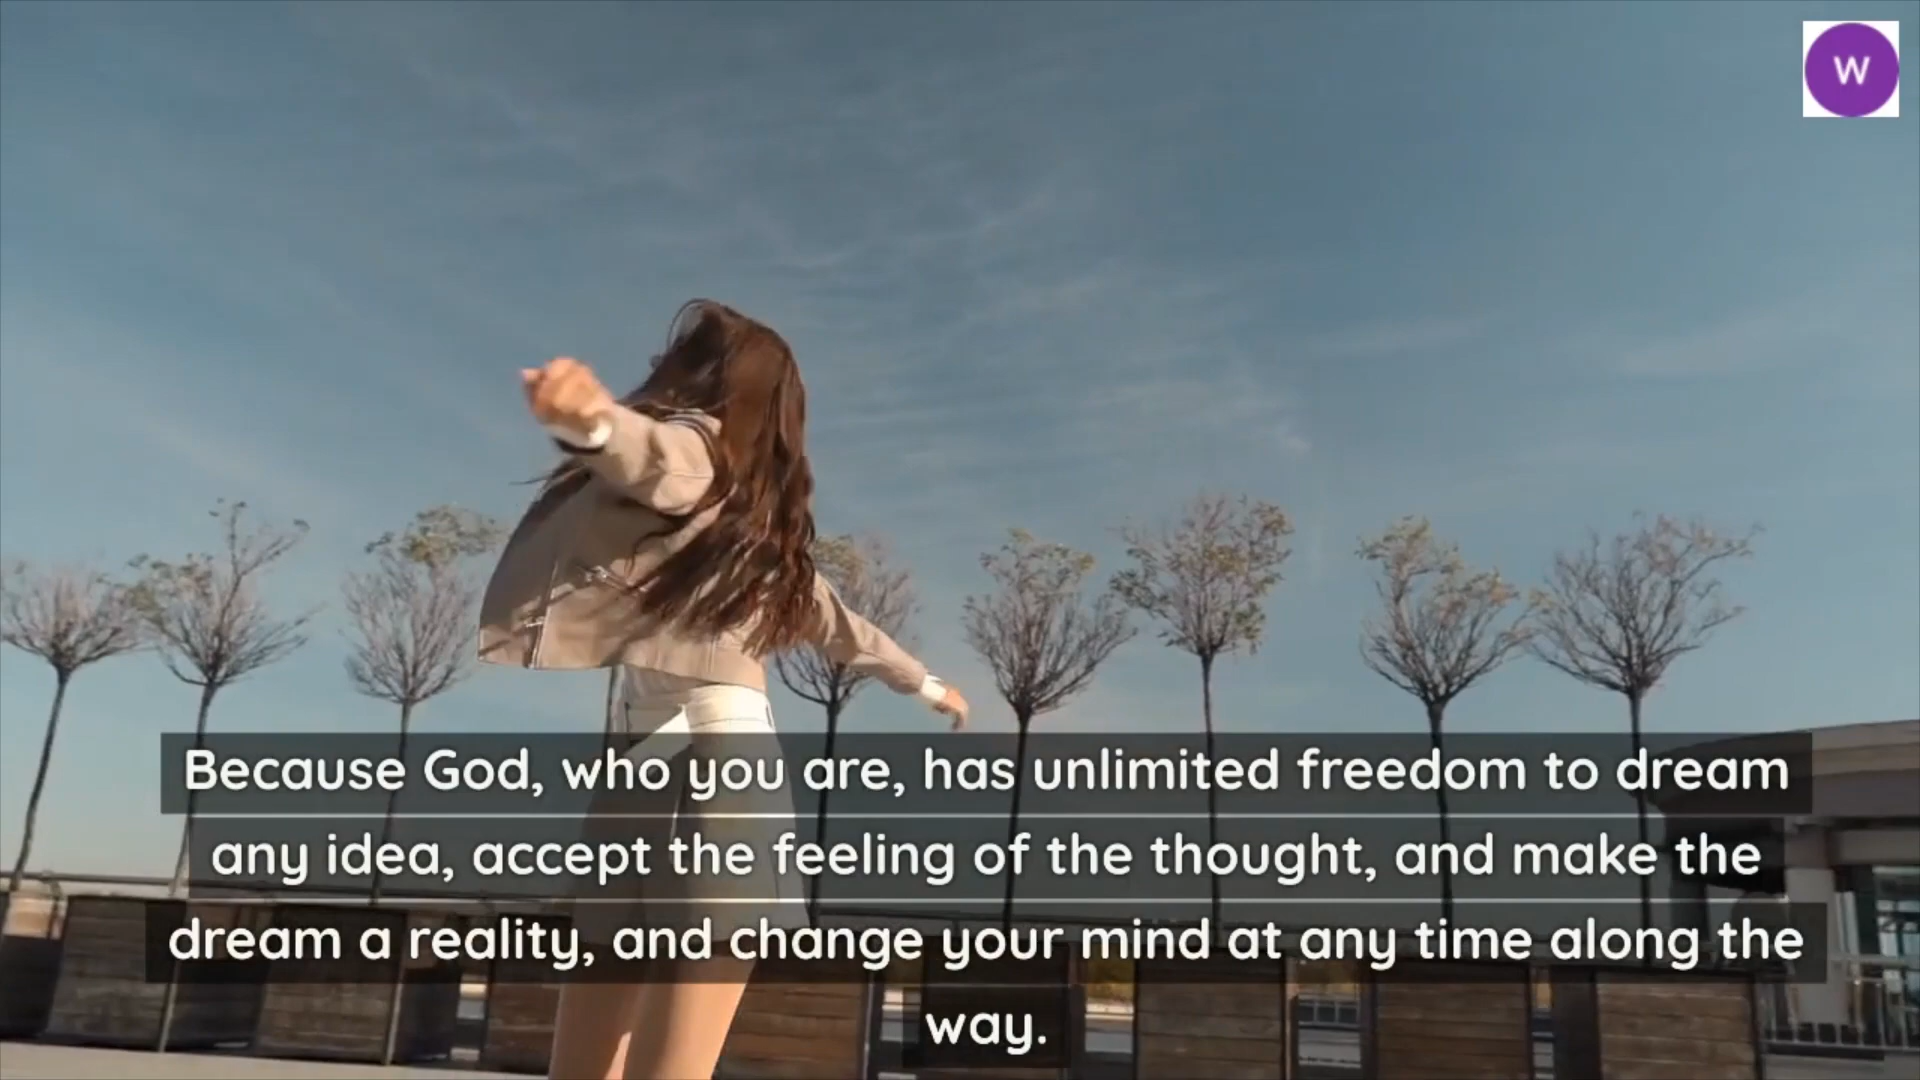 W
Because God, who you are, has unlimited freedom to dream
any idea, accept the feeling of the thought, and make the
dream a reality, and change your mind at any time along the
way.